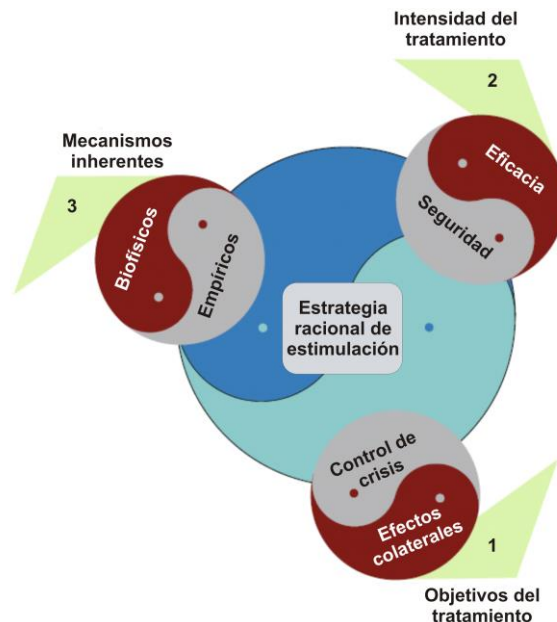 Intensidad del
tratamiento
2
Eficacia
Seguridad
Mecanismos
inherentes
3
Biofísicos
Empíricos
Estrategia
racional de
estimulación
Control de
crisis
Efectos
colaterales
1
Objetivos del
tratamiento